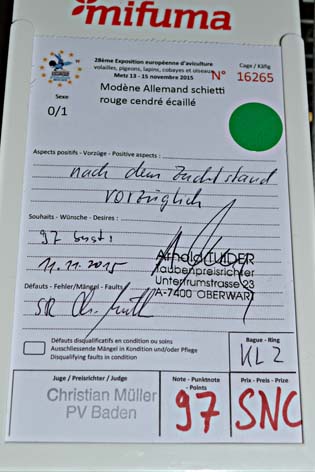 mifuma
28ème Exposition européenne d'aviculture
volailles, pigeons, lapins, cobayes et oiseaux
Metz 13 - 15 novembre 2015
N°
Cage / Käfig
16265
Sexe
0/1
Modène Allemand schietti
rouge cendré écaillé
Aspects positifs - Vorzüge - Positive aspects :
nach dem Zuchtstand
vorzüglich
Souhaits - Wünsche - Desires :
97
11.11.2015
Arnold TULDER
Taubenpreisrichter
Untertrumstrasse 23
A-7400 OBERWART
Défauts - Fehler/Mängel - Faults :
SR
Défauts disqualificatifs en condition ou soins
Ausschliessende Mängel in Kondition und/oder Pflege
Disqualifying faults in condition
Bague - Ring
KL 2
Juge / Preisrichter / Judge
Christian Müller
PV Baden
Note - Punktnote
- Points
97
Prix - Preis - Prize
SNC